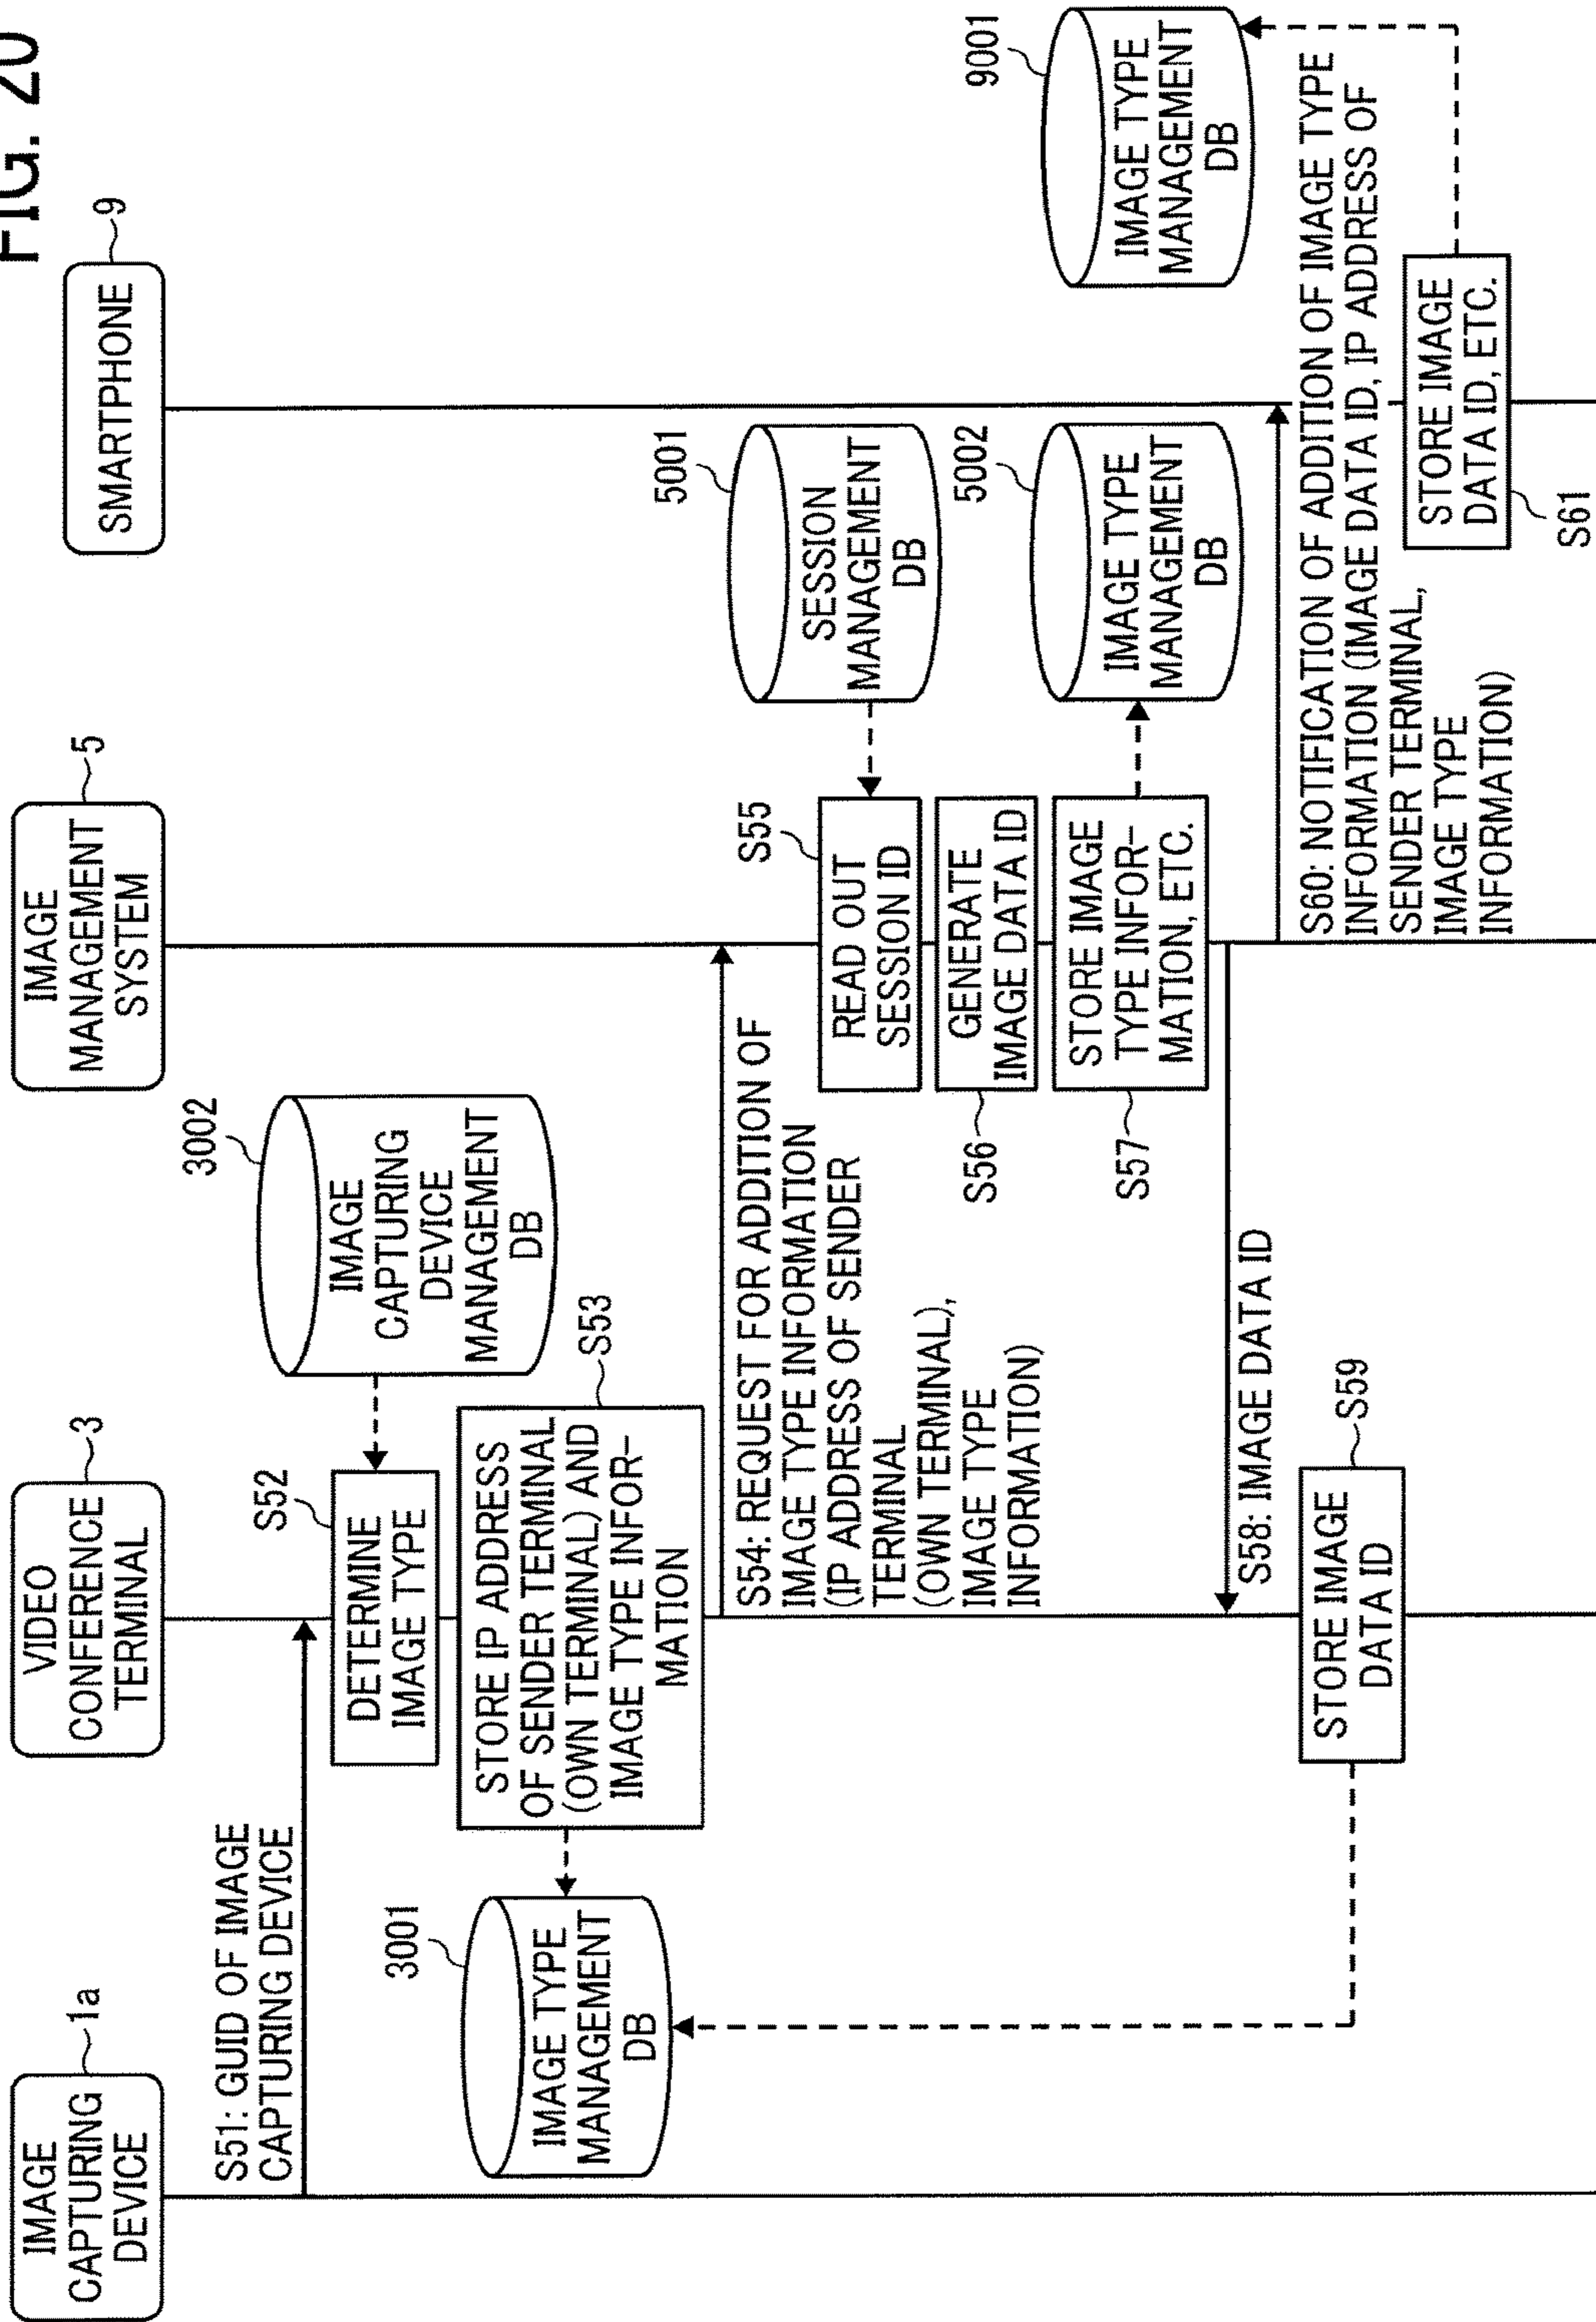 FIG. 20
IMAGE
CAPTURING
DEVICE
1a
VIDEO
CONFERENCE
TERMINAL
3
IMAGE
MANAGEMENT
SYSTEM
5
SMARTPHONE
9
S51: GUID OF IMAGE
CAPTURING DEVICE
S52
DETERMINE
IMAGE TYPE
3002
IMAGE
CAPTURING
DEVICE
MANAGEMENT
DB
S53
STORE IP ADDRESS
OF SENDER TERMINAL
(OWN TERMINAL) AND
IMAGE TYPE INFOR-
MATION
3001
IMAGE TYPE
MANAGEMENT
DB
S54: REQUEST FOR ADDITION OF
IMAGE TYPE INFORMATION
(IP ADDRESS OF SENDER
TERMINAL
(OWN TERMINAL),
IMAGE TYPE
INFORMATION)
S55
READ OUT
SESSION ID
5001
SESSION
MANAGEMENT
DB
S56
GENERATE
IMAGE DATA ID
S57
STORE IMAGE
TYPE INFOR-
MATION, ETC.
5002
IMAGE TYPE
MANAGEMENT
DB
S58: IMAGE DATA ID
S59
STORE IMAGE
DATA ID
S60: NOTIFICATION OF ADDITION OF IMAGE TYPE
INFORMATION (IMAGE DATA ID, IP ADDRESS OF
SENDER TERMINAL,
IMAGE TYPE
INFORMATION)
9001
IMAGE TYPE
MANAGEMENT
DB
STORE IMAGE
DATA ID, ETC.
S61